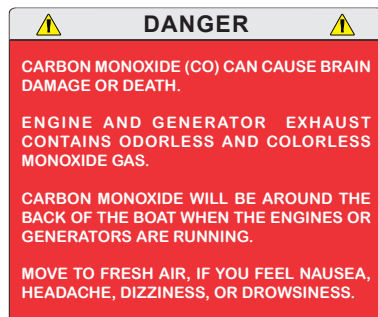 DANGER
CARBON MONOXIDE (CO) CAN CAUSE BRAIN
DAMAGE OR DEATH.
ENGINE AND GENERATOR EXHAUST
CONTAINS ODORLESS AND COLORLESS
MONOXIDE GAS.
CARBON MONOXIDE WILL BE AROUND THE
BACK OF THE BOAT WHEN THE ENGINES OR
GENERATORS ARE RUNNING.
MOVE TO FRESH AIR, IF YOU FEEL NAUSEA,
HEADACHE, DIZZINESS, OR DROWSINESS.